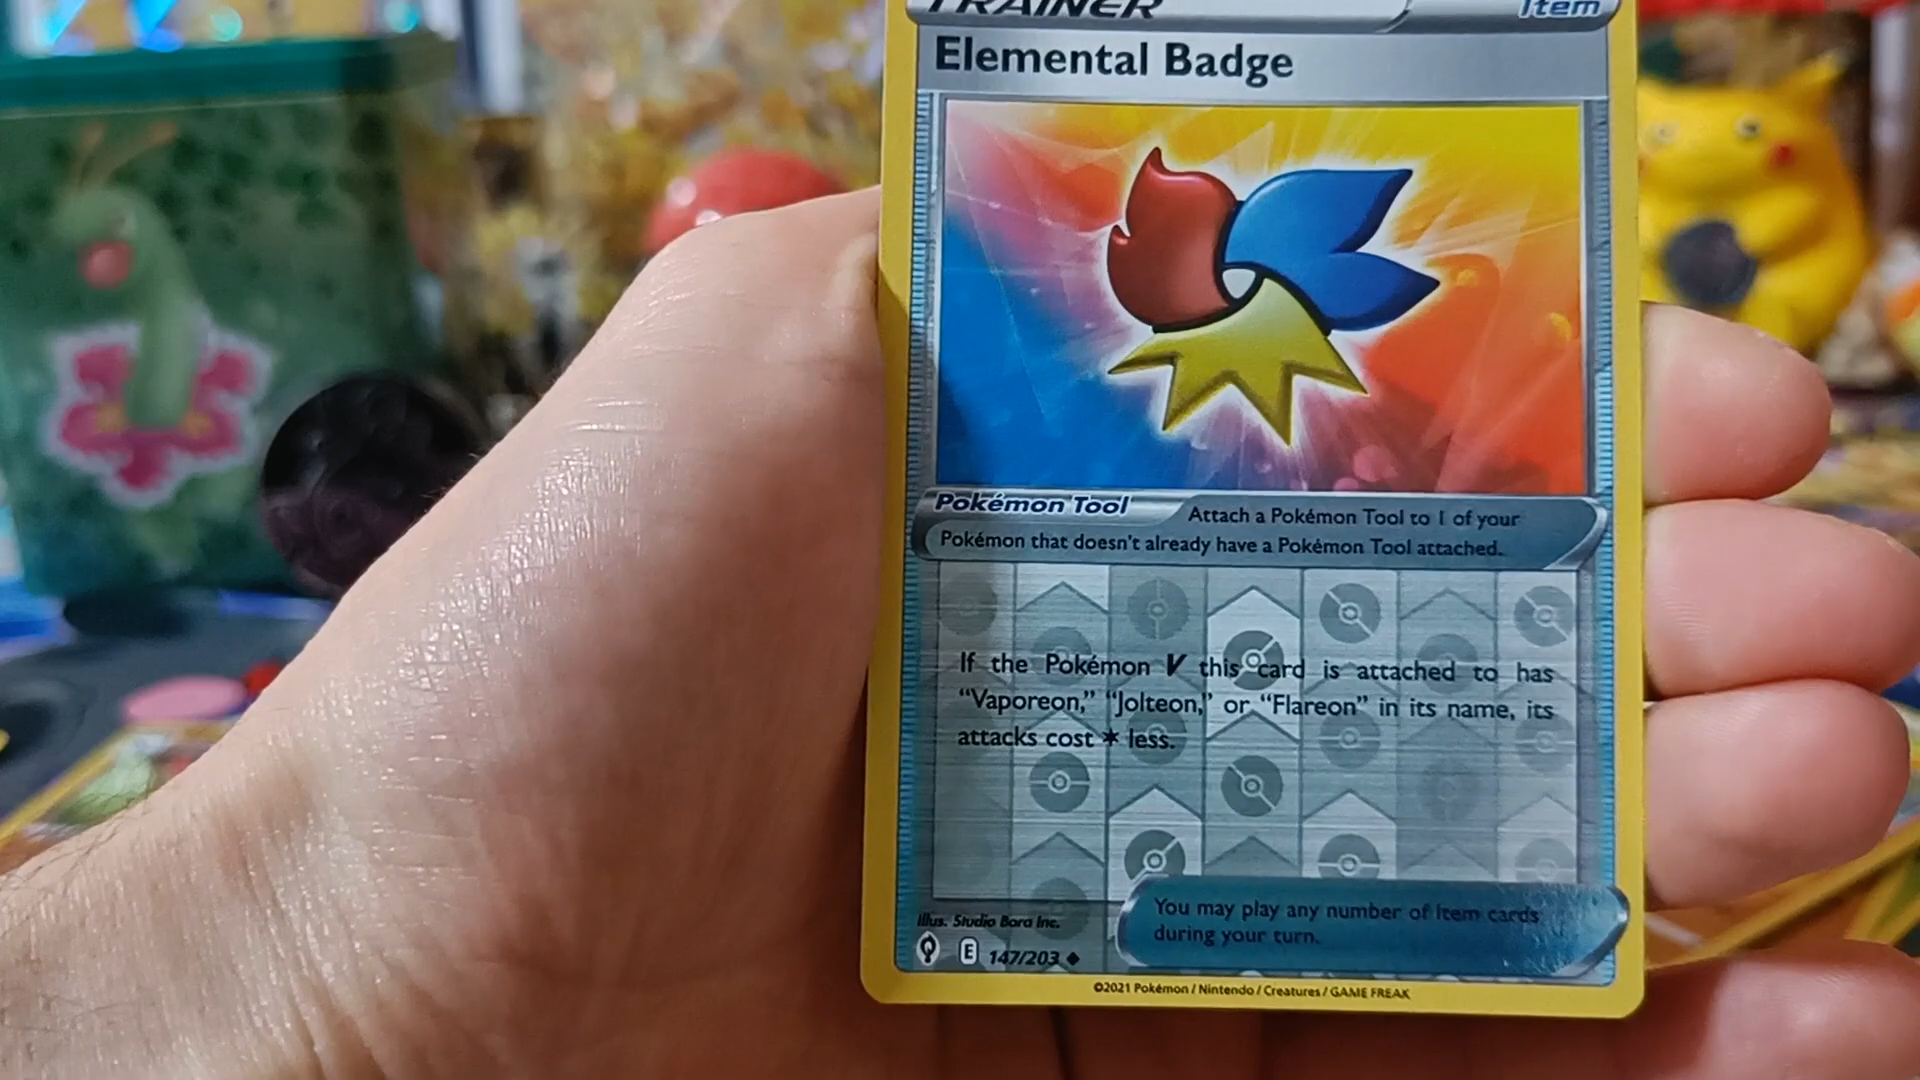 TRAINER
Item
Elemental Badge
Pokémon Tool
Attach a Pokémon Tool to 1 of your
Pokémon that doesn't already have a Pokémon Tool attached.
If the Pokémon V this card is attached to has
“Vaporeon,” “Jolteon,” or “Flareon” in its name, its
attacks cost ✶ less.
You may play any number of Item cards
during your turn.
Illus. Studio Bora Inc.
E 147/203 ◆
©2021 Pokémon / Nintendo / Creatures / GAME FREAK